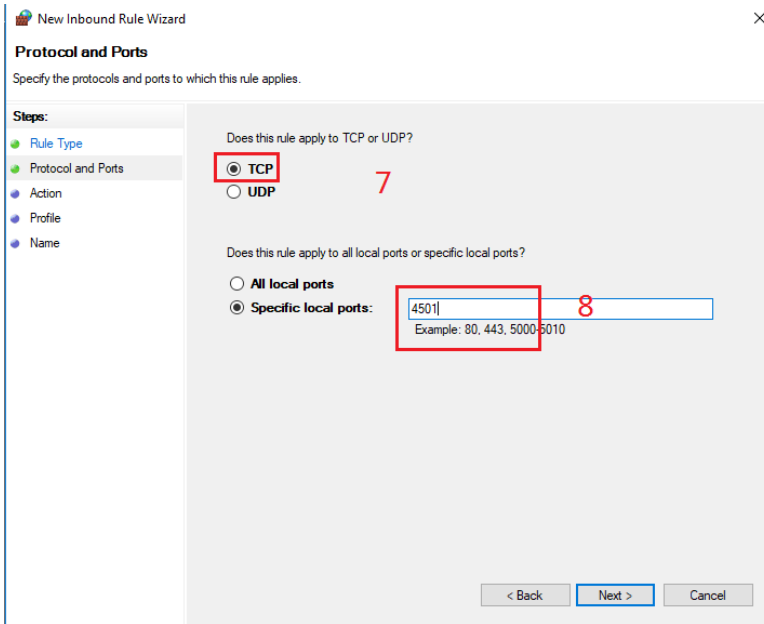 New Inbound Rule Wizard
Protocol and Ports
Specify the protocols and ports to which this rule applies.
Steps:
Rule Type
Protocol and Ports
Action
Profile
Name
Does this rule apply to TCP or UDP?
TCP
UDP
7
Does this rule apply to all local ports or specific local ports?
All local ports
Specific local ports:
4501
8
Example: 80, 443, 5000-5010
< Back
Next >
Cancel